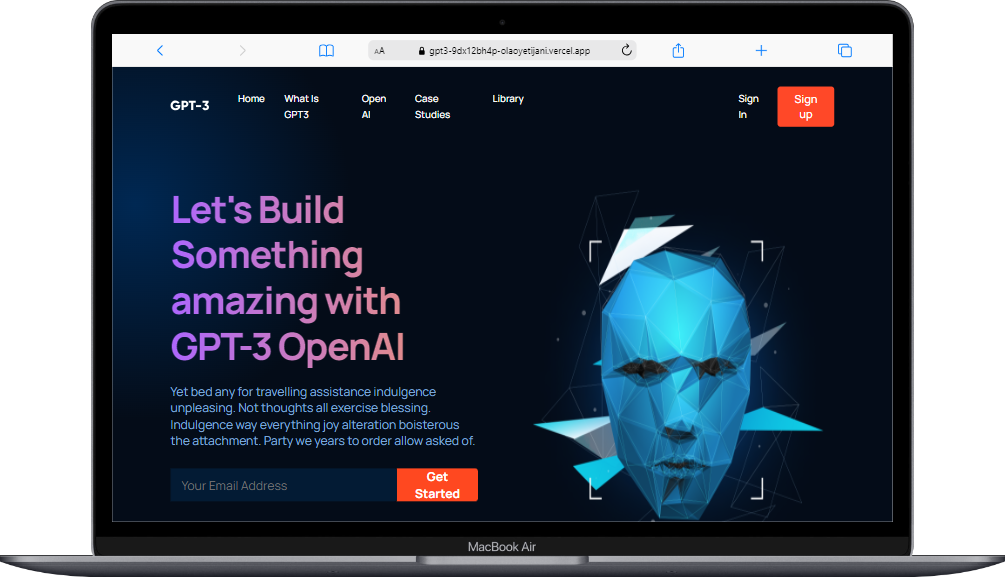 AA gpt3-9dx12bh4p-olaoyetijani.vercel.app
GPT-3
Home
What Is
GPT3
Open
AI
Case
Studies
Library
Sign
In
Sign
up
Let's Build
Something
amazing with
GPT-3 OpenAI
Yet bed any for travelling assistance indulgence
unpleasing. Not thoughts all exercise blessing.
Indulgence way everything joy alteration boisterous
the attachment. Party we years to order allow asked of.
Your Email Address
Get
Started
MacBook Air